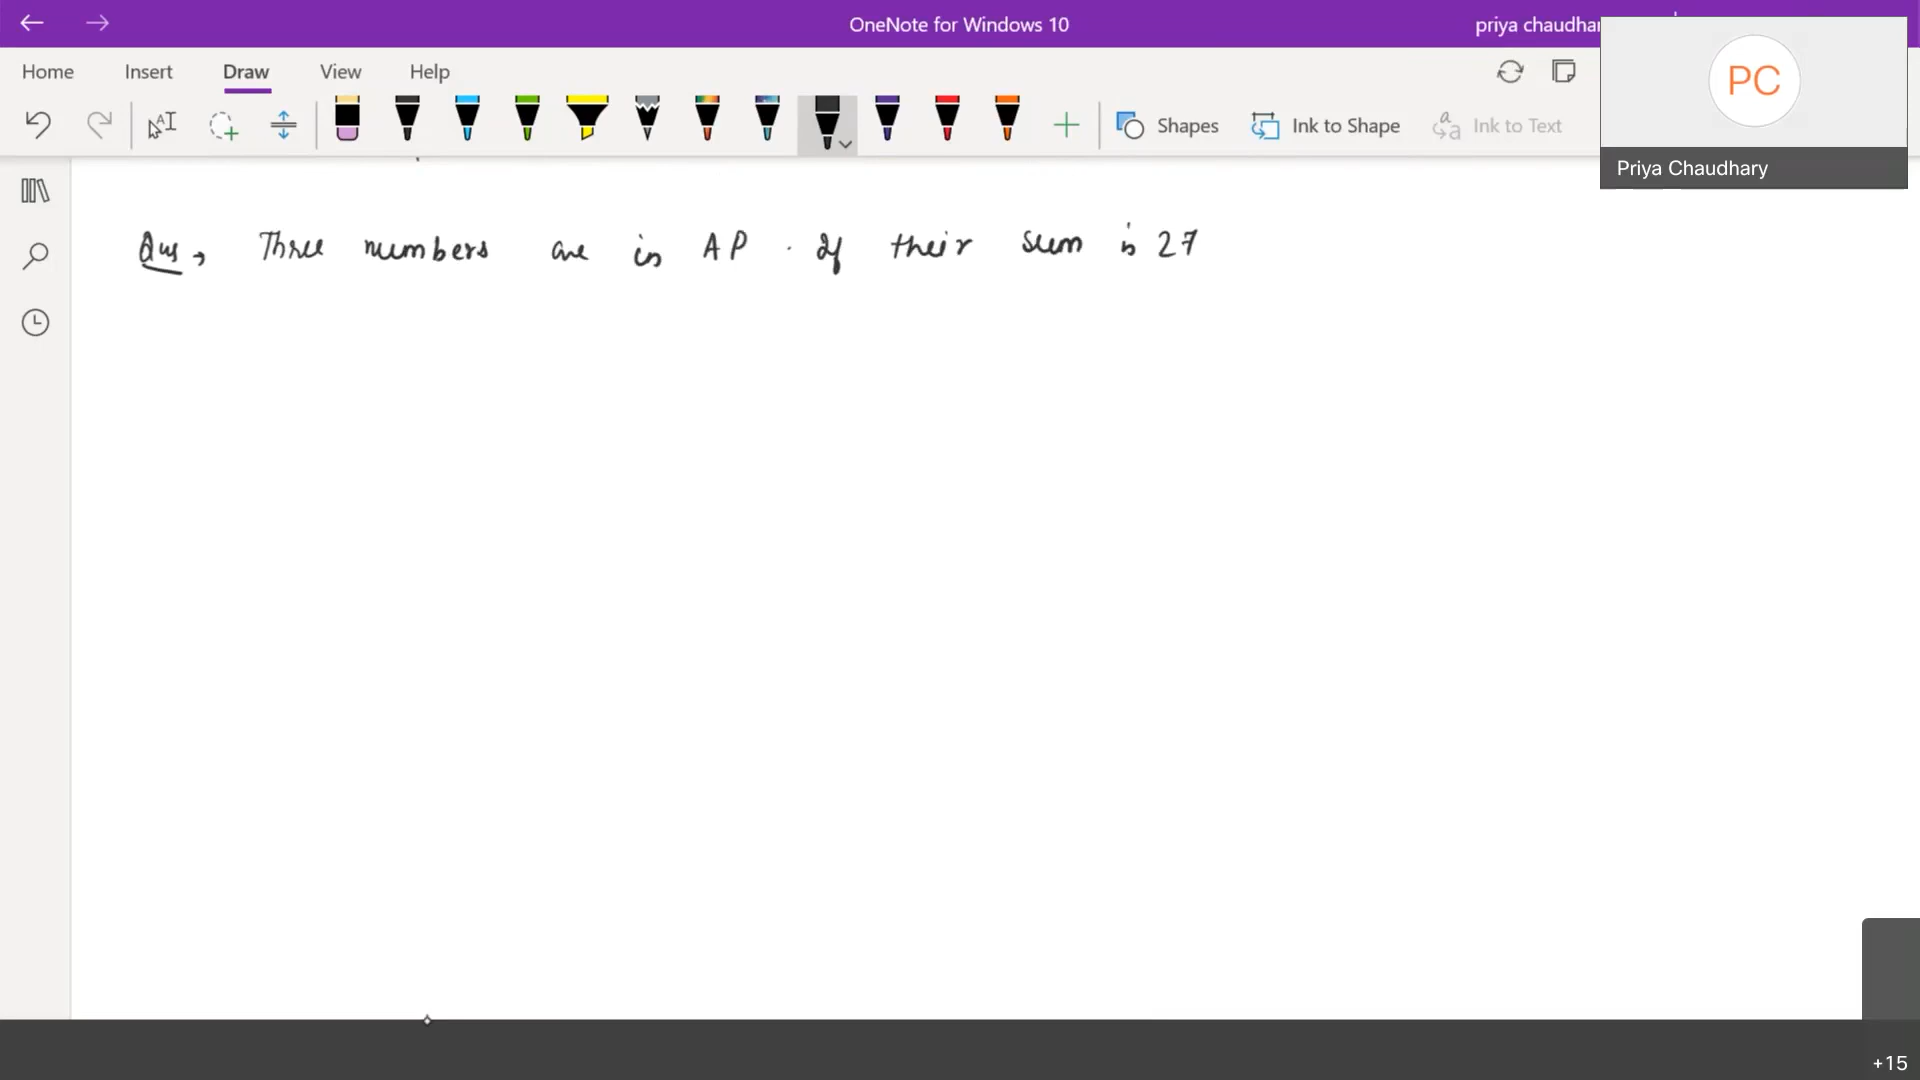 OneNote for Windows 10
priya chaudhar
PC
Priya Chaudhary
Home Insert Draw View Help
Shapes Ink to Shape Ink to Text
Qus → Three numbers are in AP . If their sum is 27
+15